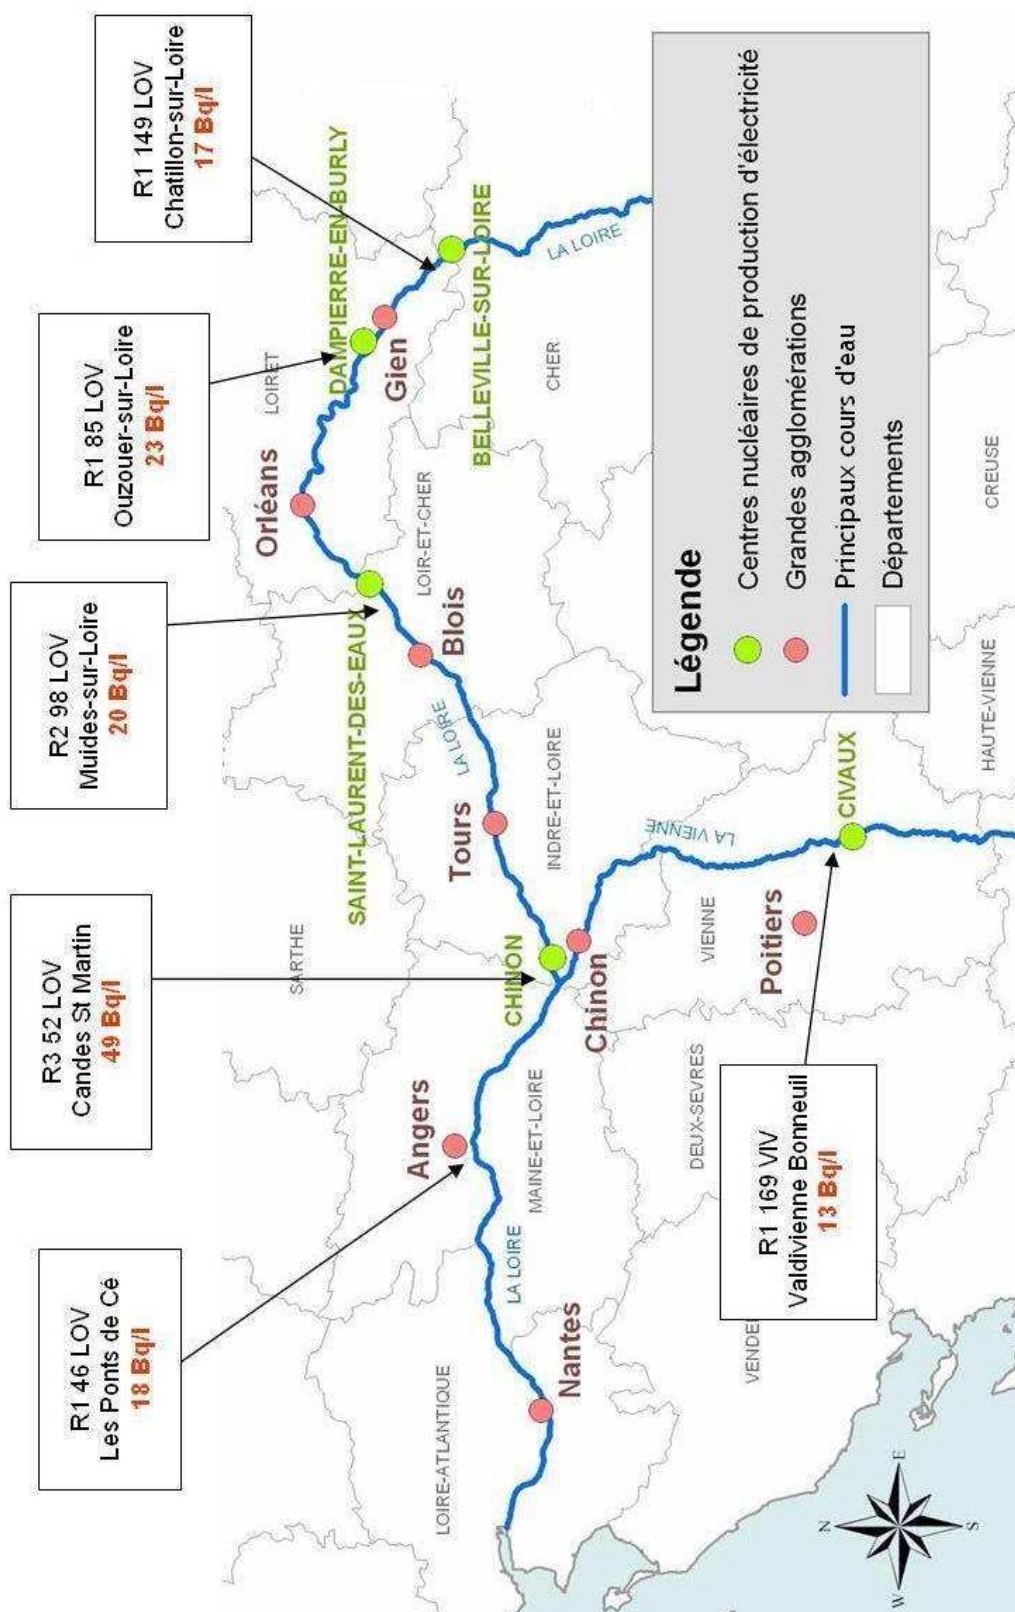 R1 46 LOV
Les Ponts de Cé
18 Bq/l
R3 52 LOV
Candes St Martin
49 Bq/l
R2 98 LOV
Muides-sur-Loire
20 Bq/l
R1 85 LOV
Ouzouer-sur-Loire
23 Bq/l
R1 149 LOV
Chatillon-sur-Loire
17 Bq/l
SARTHE
LOIRET
Orléans
DAMPIERRE-EN-BURLY
Gien
SAINT-LAURENT-DES-EAUX
LOIR-ET-CHER
Blois
BELLEVILLE-SUR-LOIRE
LA LOIRE
LA LOIRE
CHER
Angers
Tours
LOIRE-ATLANTIQUE
MAINE-ET-LOIRE
LA LOIRE
CHINON
Chinon
INDRE-ET-LOIRE
Nantes
LA VIENNE
DEUX-SEVRES
VIENNE
Poitiers
CIVAUX
R1 169 VIV
Valdivienne Bonneuil
13 Bq/l
VENDE
HAUTE-VIENNE
CREUSE
Légende
Centres nucléaires de production d'électricité
Grandes agglomérations
Principaux cours d'eau
Départements
N
W
E
S